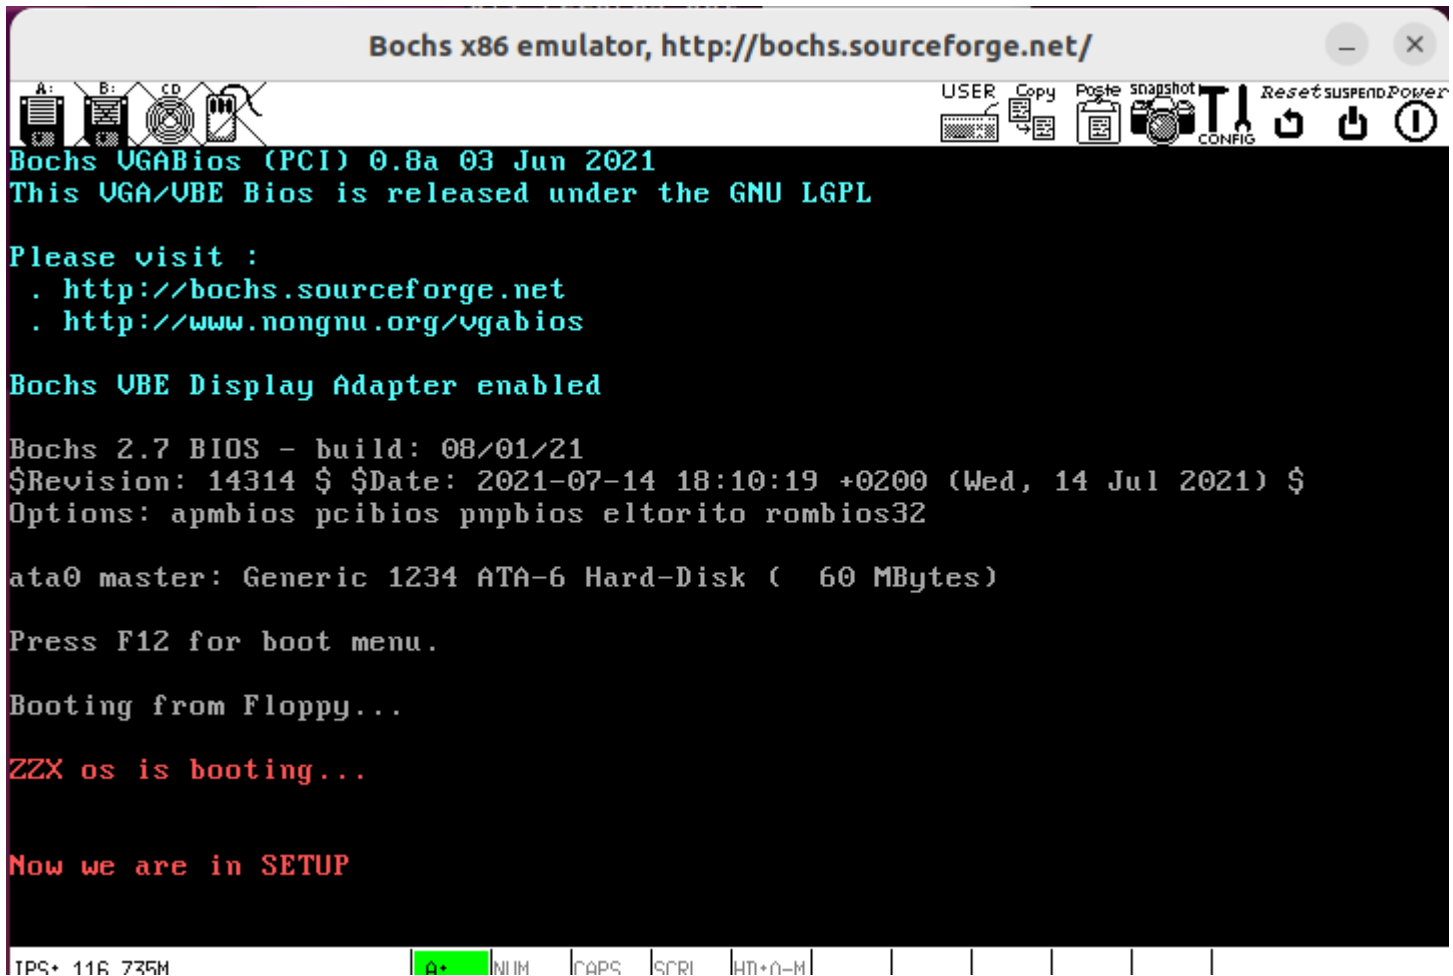 Bochs x86 emulator, http://bochs.sourceforge.net/
A: B: CD USER Copy Paste snapshot CONFIG Reset SUSPEND Power
Bochs VGABios (PCI) 0.8a 03 Jun 2021
This VGA/VBE Bios is released under the GNU LGPL
Please visit :
. http://bochs.sourceforge.net
. http://www.nongnu.org/vgabios
Bochs VBE Display Adapter enabled
Bochs 2.7 BIOS - build: 08/01/21
$Revision: 14314 $ $Date: 2021-07-14 18:10:19 +0200 (Wed, 14 Jul 2021) $
Options: apmbios pcibios pnpbios eltorito rombios32
ata0 master: Generic 1234 ATA-6 Hard-Disk ( 60 MBytes)
Press F12 for boot menu.
Booting from Floppy...
ZZX os is booting...
Now we are in SETUP
IPS: 116.735M A: NUM CAPS SCRL HD:0-M